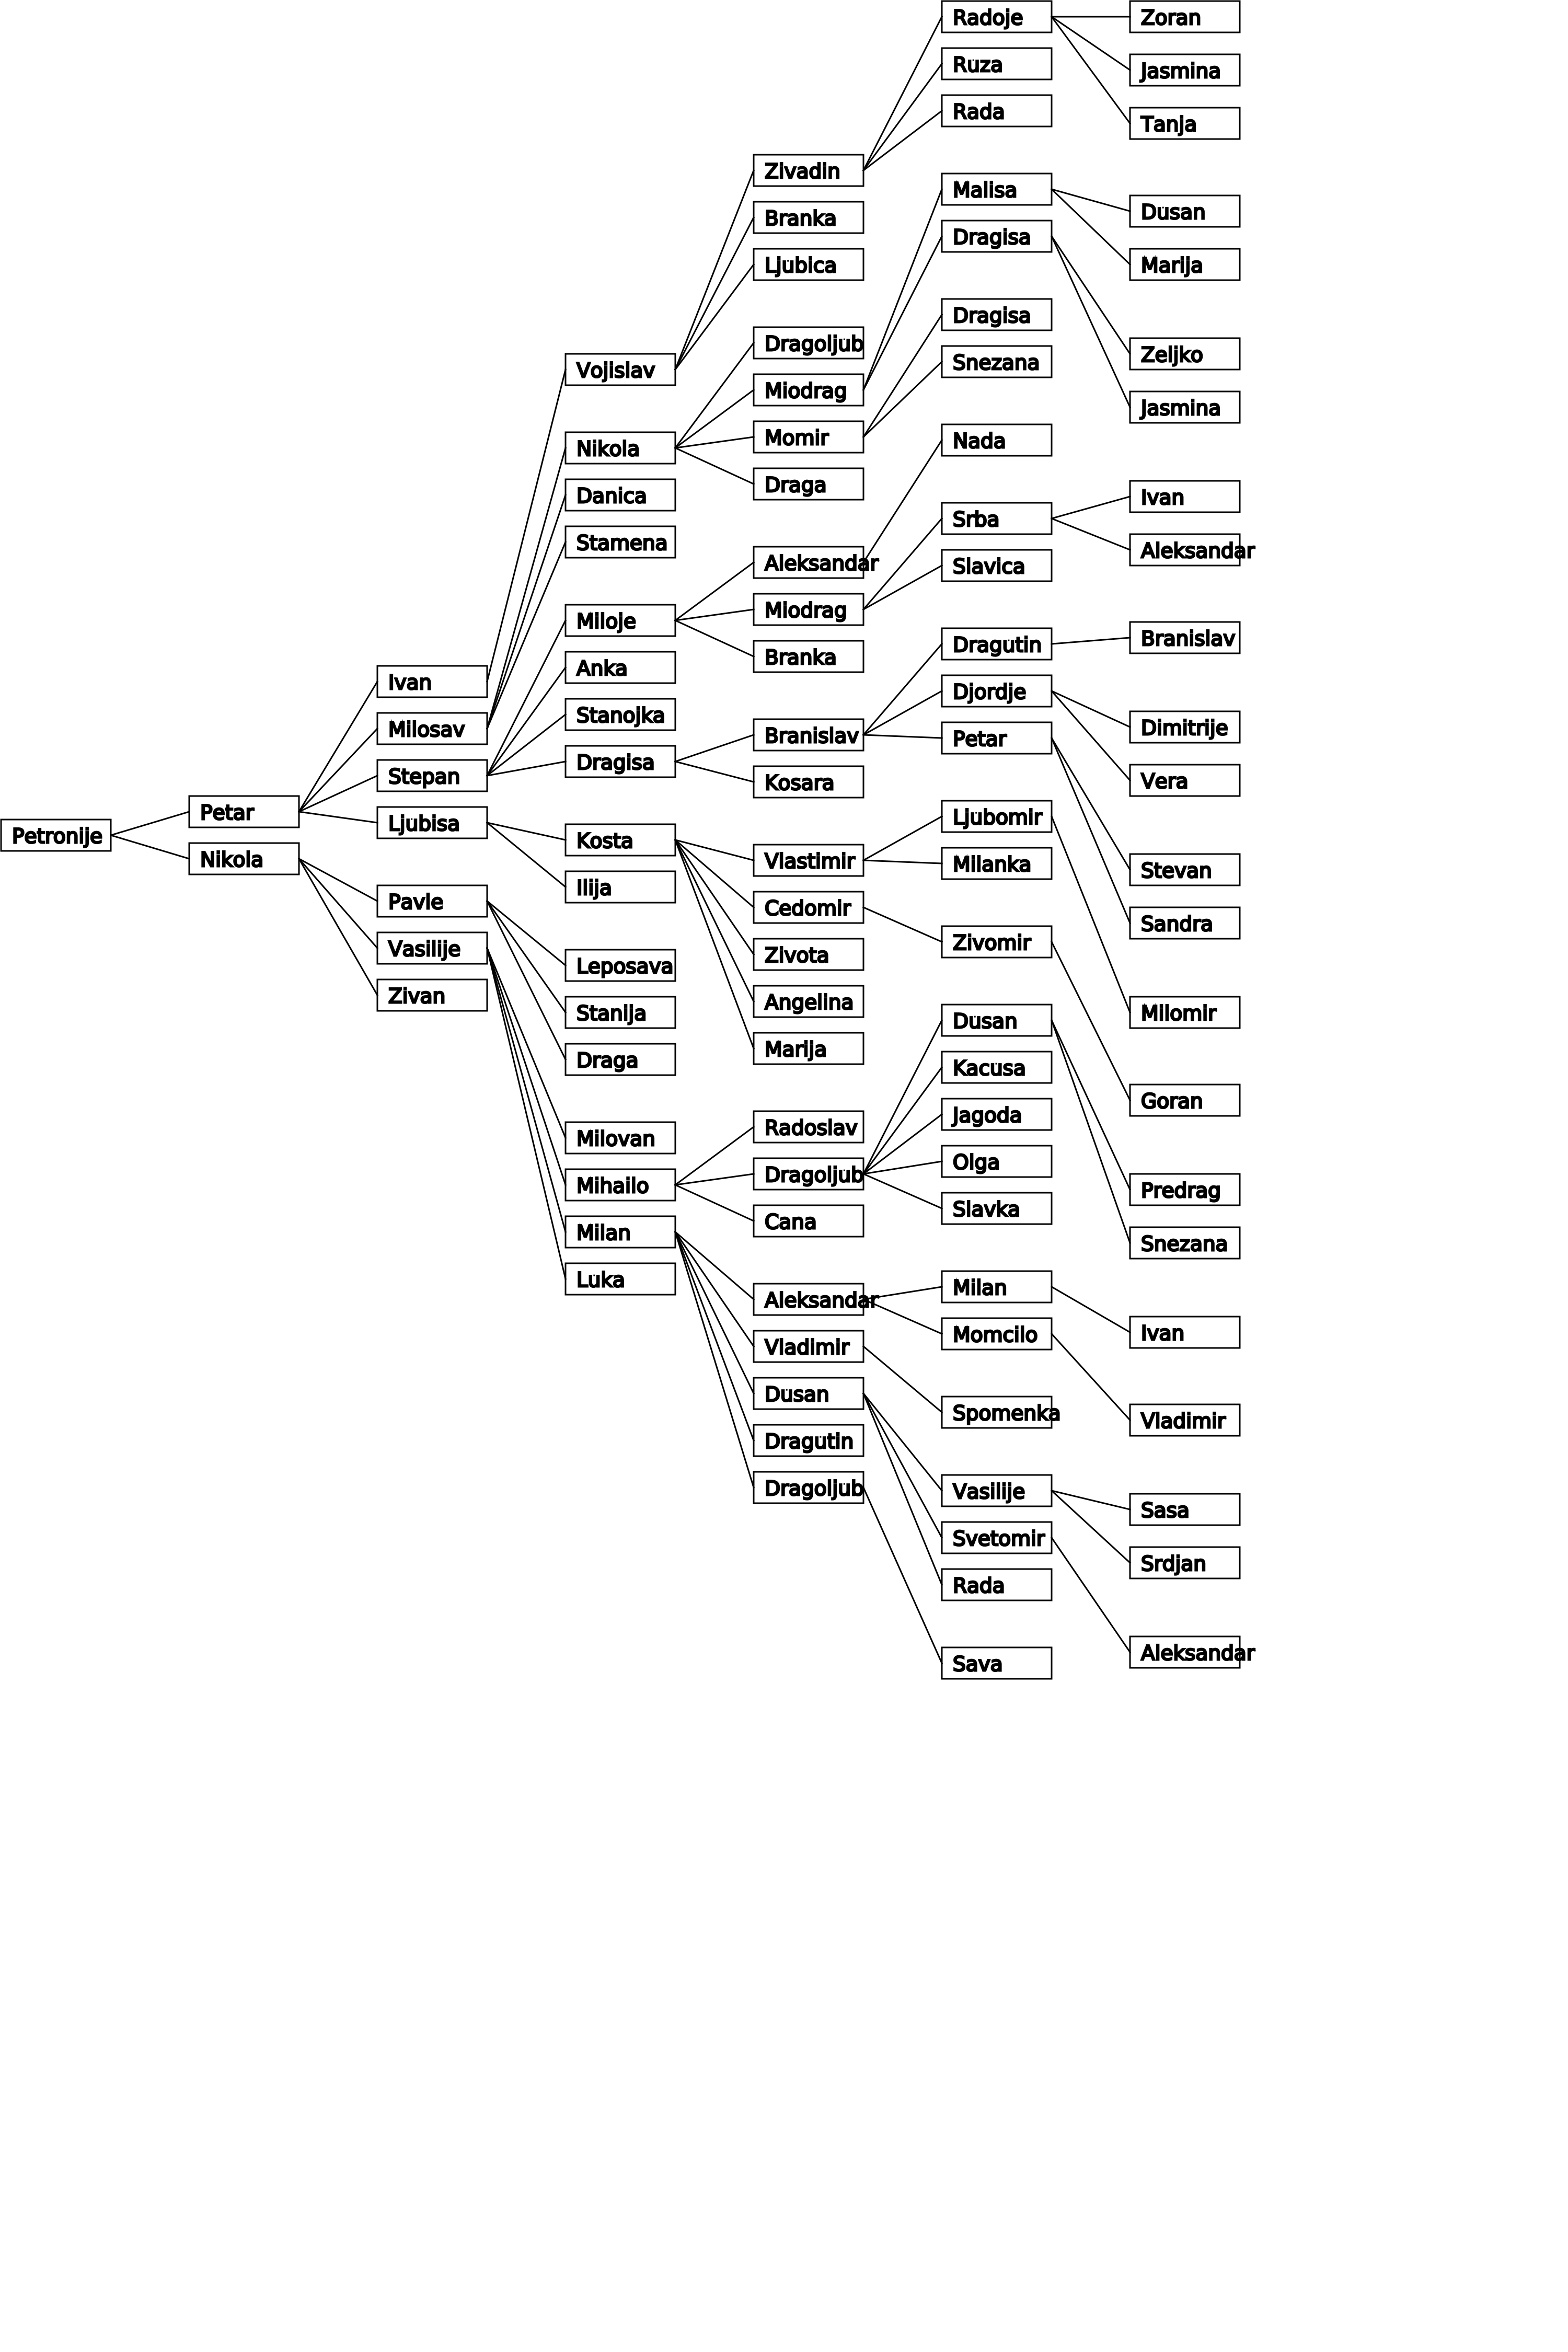 Petronije
Petar
Nikola
Ivan
Milosav
Stepan
Ljubisa
Pavle
Vasilije
Zivan
Vojislav
Nikola
Danica
Stamena
Miloje
Anka
Stanojka
Dragisa
Kosta
Ilija
Leposava
Stanija
Draga
Milovan
Mihailo
Milan
Luka
Zivadin
Branka
Ljubica
Dragoljub
Miodrag
Momir
Draga
Aleksandar
Miodrag
Branka
Branislav
Kosara
Vlastimir
Cedomir
Zivota
Angelina
Marija
Radoslav
Dragoljub
Cana
Aleksandar
Vladimir
Dusan
Dragutin
Dragoljub
Radoje
Ruza
Rada
Malisa
Dragisa
Dragisa
Snezana
Nada
Srba
Slavica
Dragutin
Djordje
Petar
Ljubomir
Milanka
Zivomir
Dusan
Kacusa
Jagoda
Olga
Slavka
Milan
Momcilo
Spomenka
Vasilije
Svetomir
Rada
Sava
Zoran
Jasmina
Tanja
Dusan
Marija
Zeljko
Jasmina
Ivan
Aleksandar
Branislav
Dimitrije
Vera
Stevan
Sandra
Milomir
Goran
Predrag
Snezana
Ivan
Vladimir
Sasa
Srdjan
Aleksandar